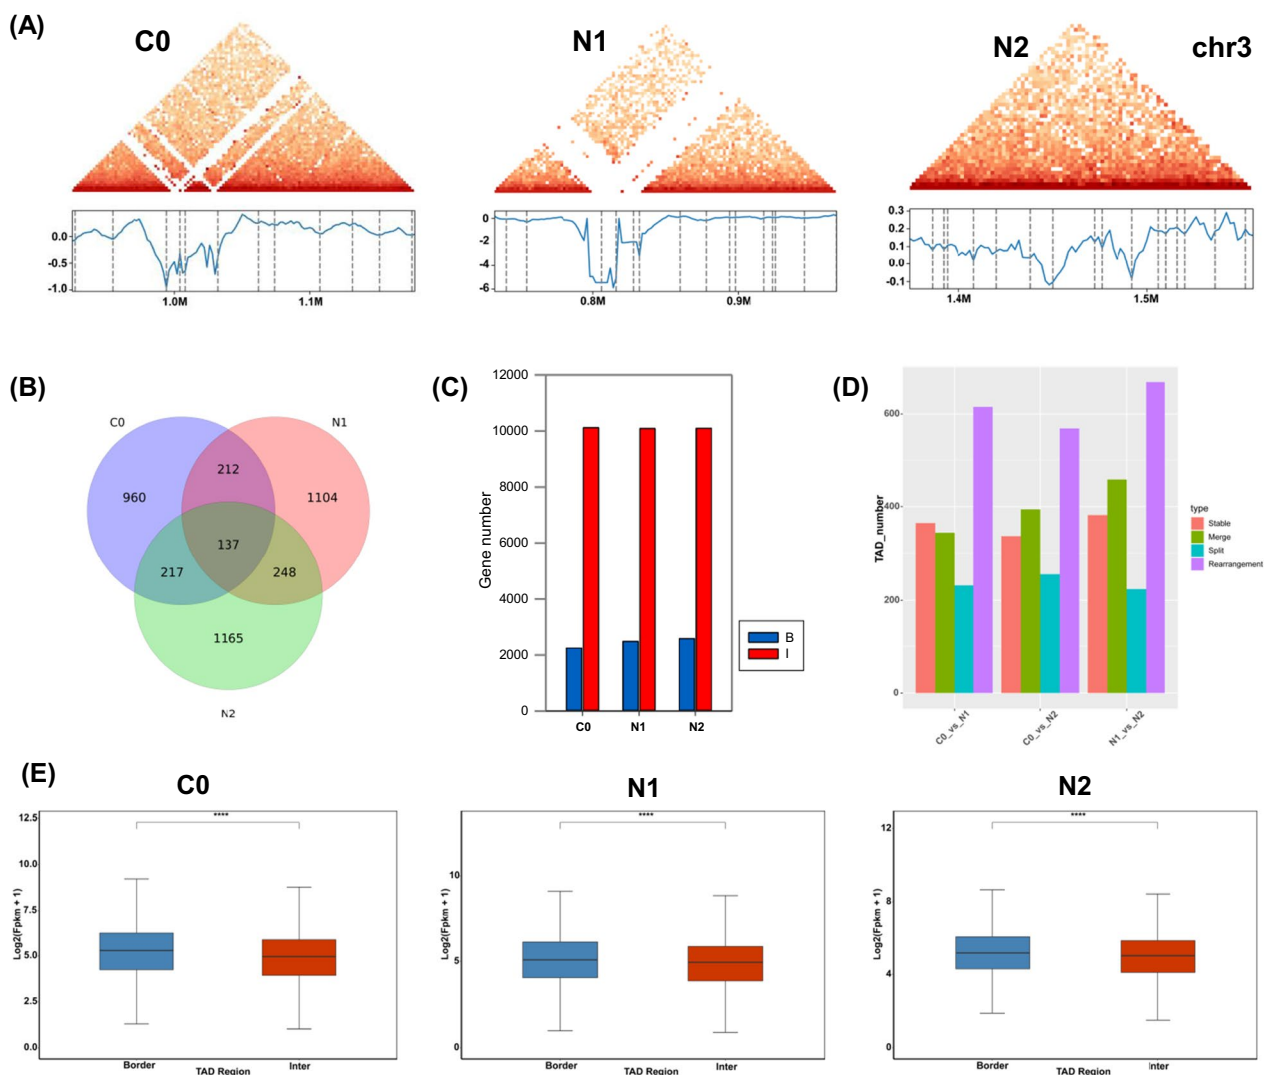 (A)
C0
N1
N2
chr3
0.0
-0.5
-1.0
1.0M
1.1M
0
-2
-4
-6
0.8M
0.9M
0.3
0.2
0.1
0.0
-0.1
1.4M
1.5M
(B)
C0
N1
960
212
1104
137
217
248
1165
N2
(C)
12000
10000
8000
6000
4000
2000
0
Gene number
C0
N1
N2
B
I
(D)
600
400
200
0
TAD_number
C0_vs_N1
C0_vs_N2
N1_vs_N2
type
Stable
Merge
Split
Rearrangement
(E)
C0
12.5
10.0
7.5
5.0
2.5
0.0
Log2(Fpkm + 1)
****
Border
Inter
TAD Region
N1
10
5
0
Log2(Fpkm + 1)
****
Border
Inter
TAD Region
N2
12
8
4
0
Log2(Fpkm + 1)
****
Border
Inter
TAD Region